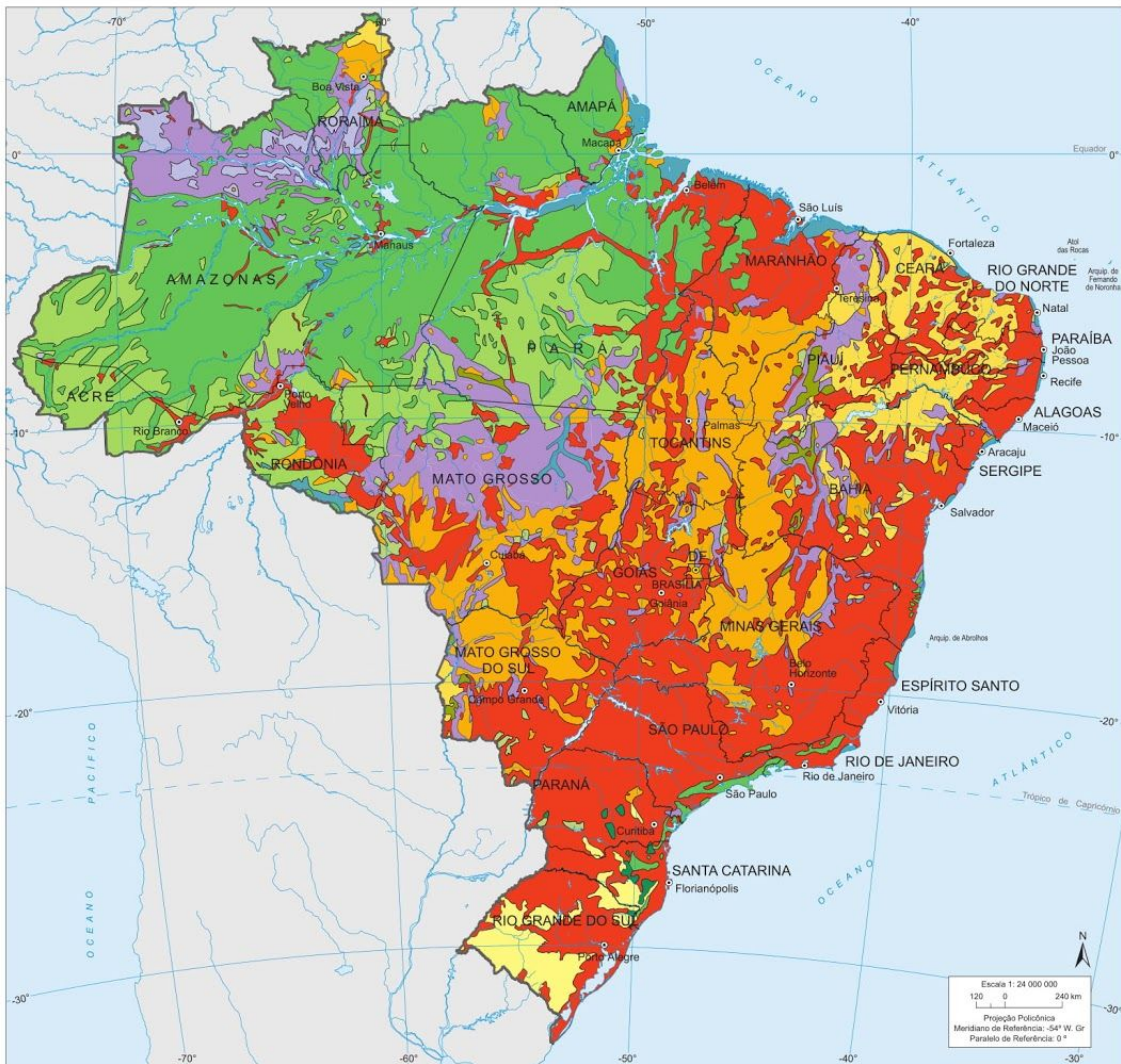 -70°
-60°
-50°
-40°
OCEANO
Boa Vista
RORAIMA
AMAPÁ
Macapá
0°
0°
Equador
ATLÂNTICO
Belém
São Luís
Manaus
Fortaleza
Atol
das Rocas
Arquip. de
Fernando
de Noronha
AMAZONAS
MARANHÃO
CEARÁ
RIO GRANDE
DO NORTE
Teresina
Natal
PARÁ
PIAUÍ
PARAÍBA
João
Pessoa
PERNAMBUCO
Recife
ACRE
Porto
Velho
Rio Branco
-10°
-10°
Palmas
TOCANTINS
ALAGOAS
Maceió
Aracaju
SERGIPE
RONDÔNIA
MATO GROSSO
BAHIA
Salvador
Cuiabá
GOIÁS
DF
BRASÍLIA
Goiânia
MINAS GERAIS
Arquip. de Abrolhos
MATO GROSSO
DO SUL
Belo
Horizonte
Campo Grande
ESPÍRITO SANTO
Vitória
-20°
-20°
SÃO PAULO
RIO DE JANEIRO
Rio de Janeiro
São Paulo
ATLÂNTICO
Trópico de Capricórnio
PACÍFICO
PARANÁ
Curitiba
SANTA CATARINA
Florianópolis
OCEANO
OCEANO
RIO GRANDE DO SUL
Porto Alegre
-30°
-30°
N
Escala 1: 24 000 000
120 0 240 km
Projeção Policônica
Meridiano de Referência: -54° W. Gr
Paralelo de Referência: 0 º
-70°
-60°
-50°
-40°
-30°